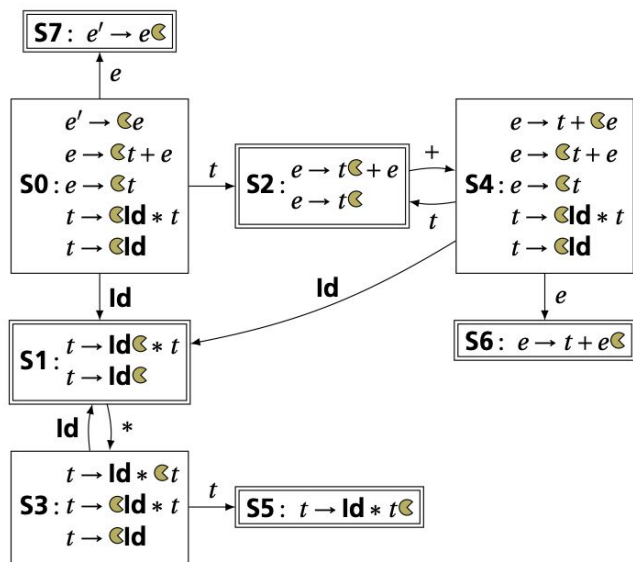 S7: e′ → e
e
S0:
e′ → e
e → t + e
e → t
t → Id * t
t → Id
t
S2:
e → t + e
e → t
+
t
S4:
e → t + e
e → t + e
e → t
t → Id * t
t → Id
Id
Id
e
S6: e → t + e
S1:
t → Id * t
t → Id
Id
*
S3:
t → Id * t
t → Id * t
t → Id
t
S5: t → Id * t